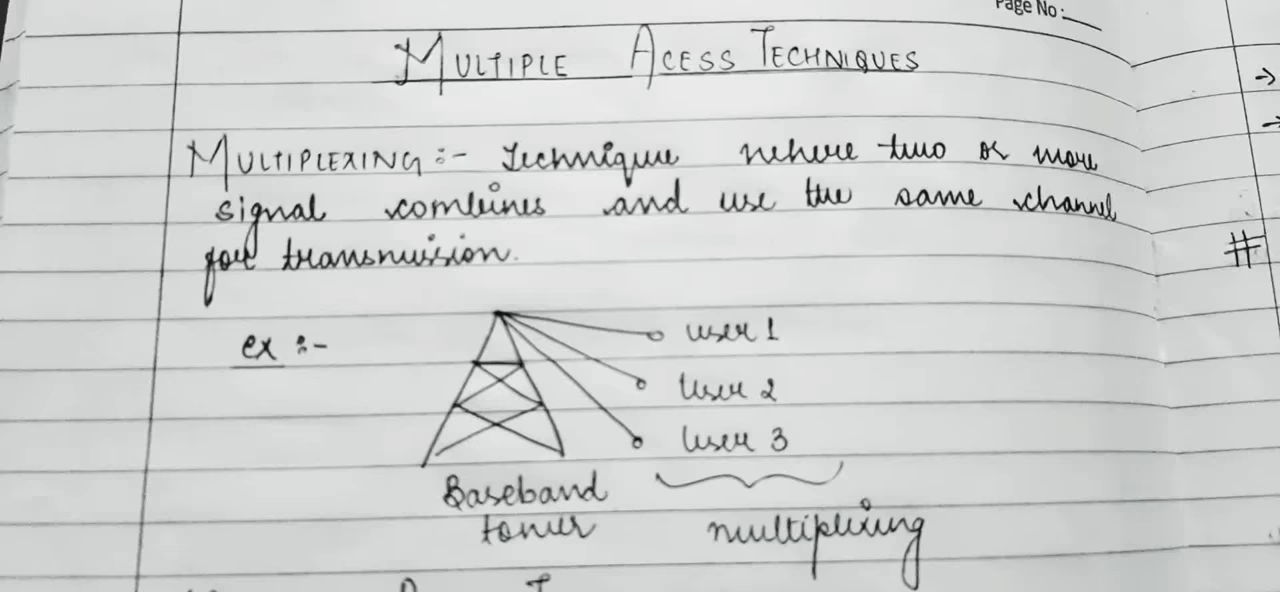 Page No :
MULTIPLE ACESS TECHNIQUES
MULTIPLEXING :- Technique where two or more
signal combines and use the same channel
for transmission.
ex :-
user 1
User 2
User 3
Baseband
tower
multiplexing
#